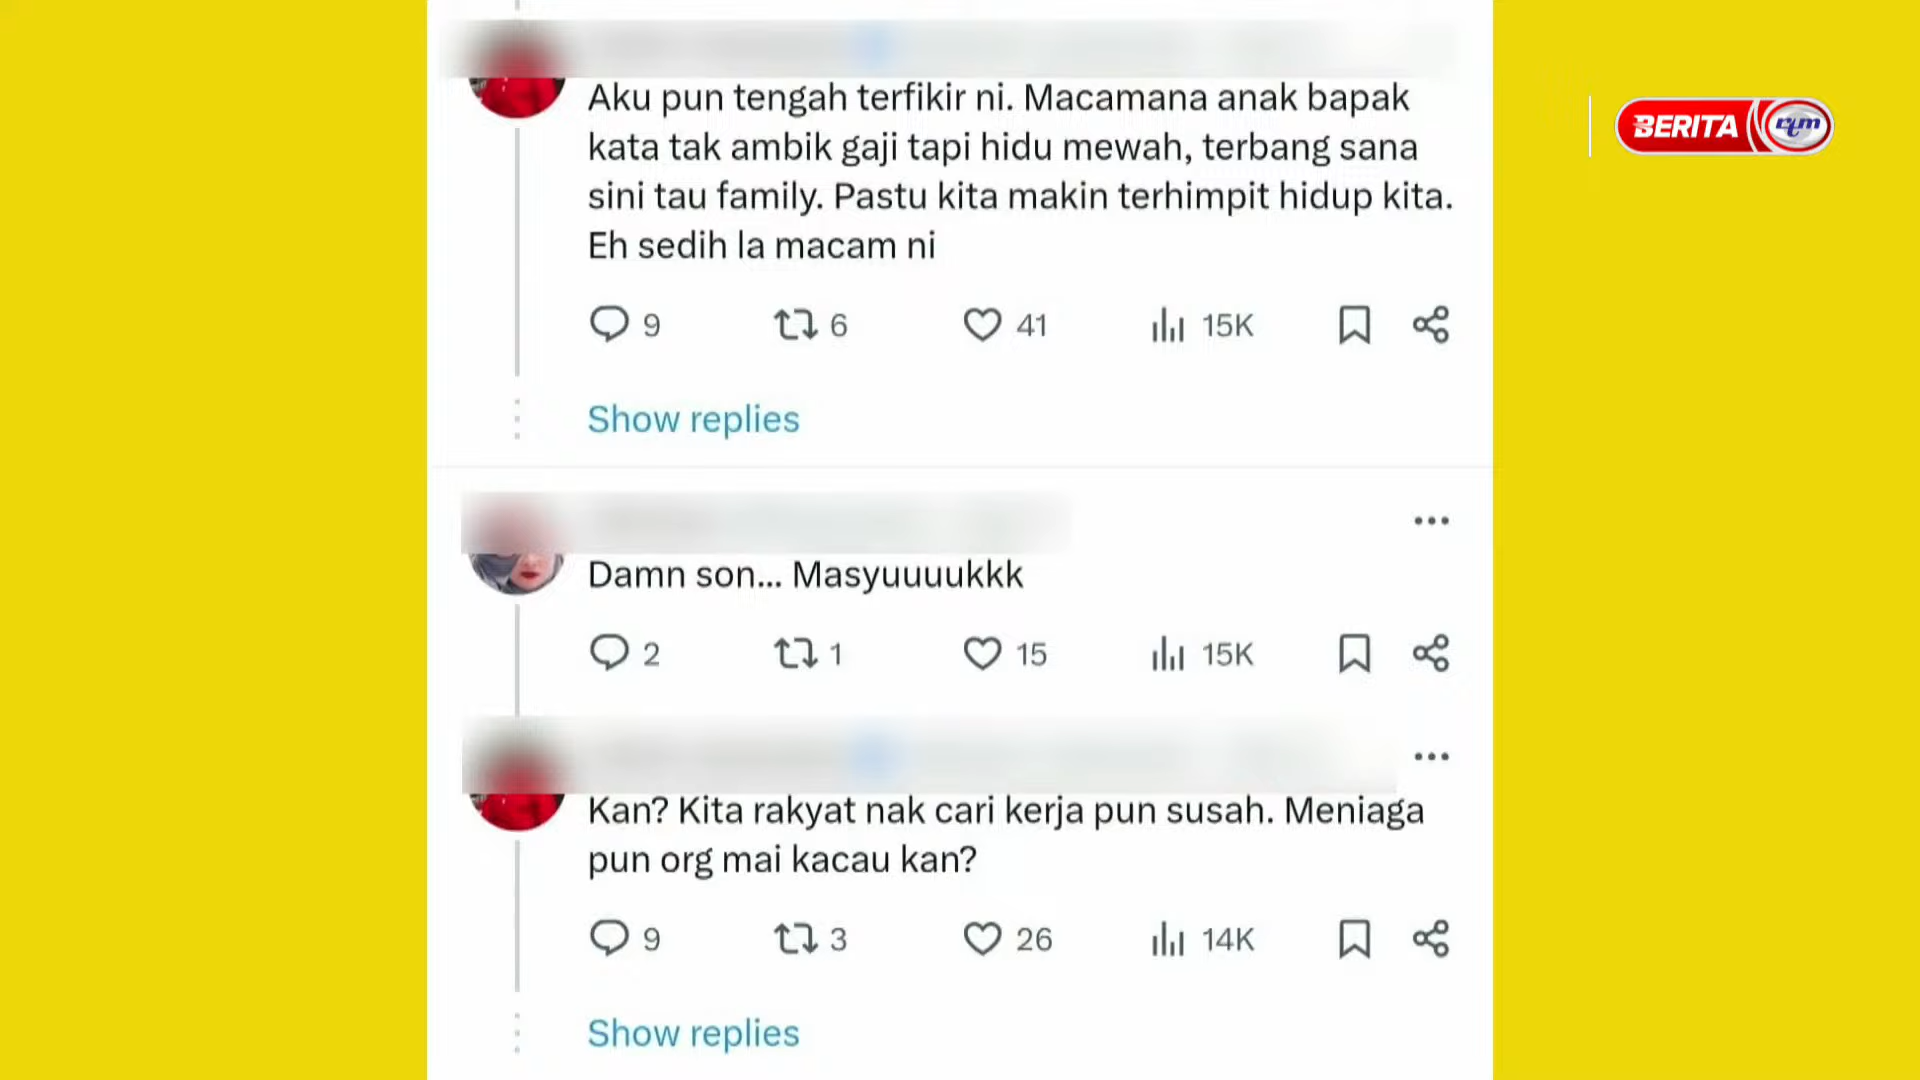 BERITA rtm
Aku pun tengah terfikir ni. Macamana anak bapak
kata tak ambik gaji tapi hidu mewah, terbang sana
sini tau family. Pastu kita makin terhimpit hidup kita.
Eh sedih la macam ni
9 6 41 15K
Show replies
Damn son... Masyuuuukkk
2 1 15 15K
Kan? Kita rakyat nak cari kerja pun susah. Meniaga
pun org mai kacau kan?
9 3 26 14K
Show replies